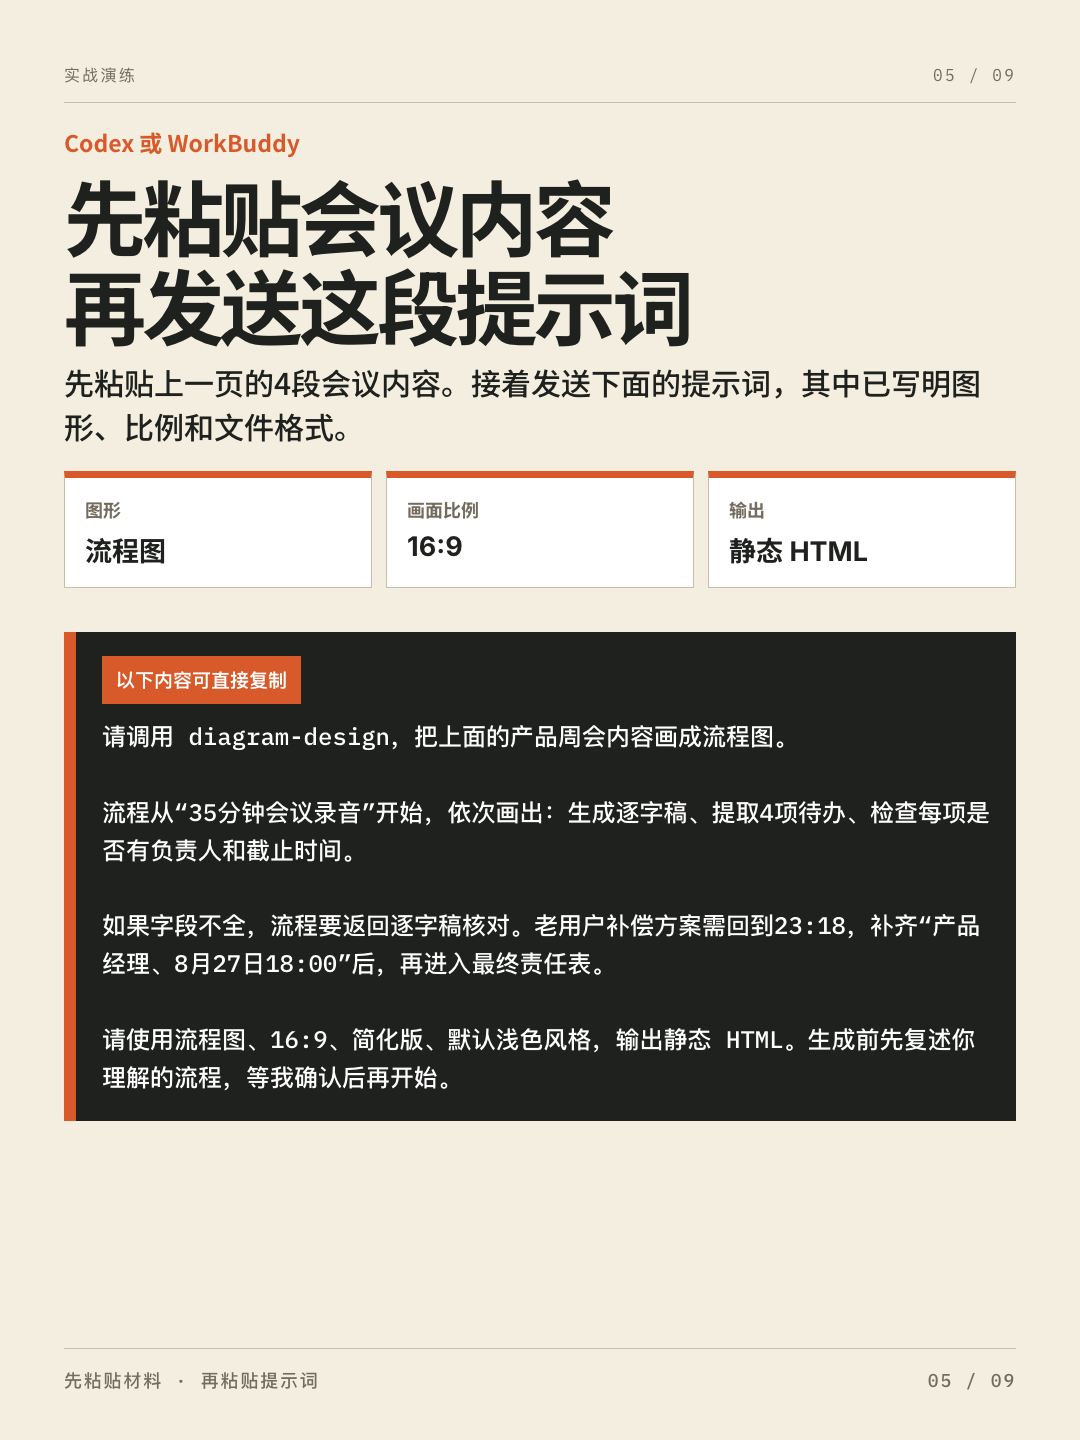 实战演练
05 / 09
Codex 或 WorkBuddy
先粘贴会议内容
再发送这段提示词
先粘贴上一页的4段会议内容。接着发送下面的提示词，其中已写明图
形、比例和文件格式。
图形
流程图
画面比例
16:9
输出
静态 HTML
以下内容可直接复制
请调用 diagram-design，把上面的产品周会内容画成流程图。
流程从“35分钟会议录音”开始，依次画出：生成逐字稿、提取4项待办、检查每项是
否有负责人和截止时间。
如果字段不全，流程要返回逐字稿核对。老用户补偿方案需回到23:18，补齐“产品
经理、8月27日18:00”后，再进入最终责任表。
请使用流程图、16:9、简化版、默认浅色风格，输出静态 HTML。生成前先复述你
理解的流程，等我确认后再开始。
先粘贴材料 · 再粘贴提示词
05 / 09